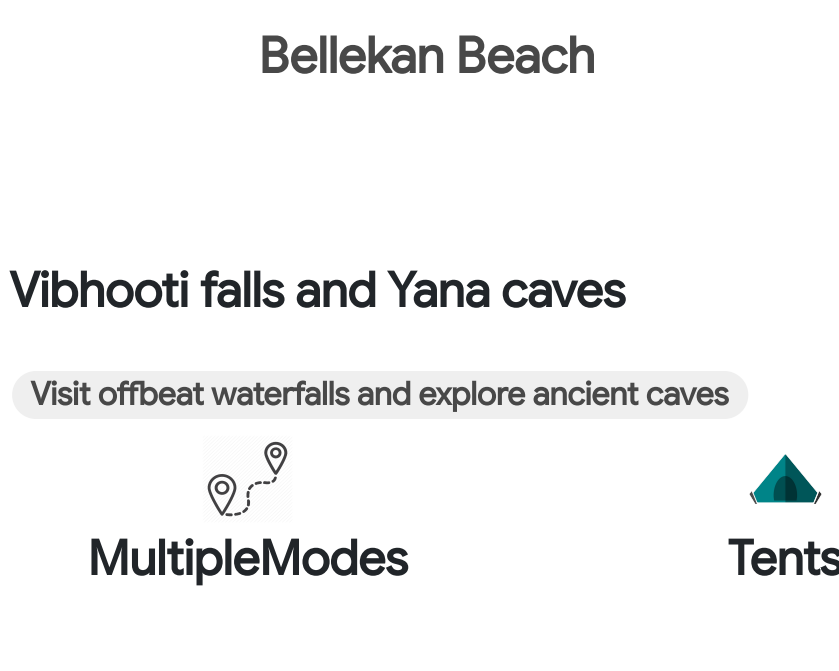 Bellekan Beach
Vibhooti falls and Yana caves
Visit offbeat waterfalls and explore ancient caves
MultipleModes
Tents